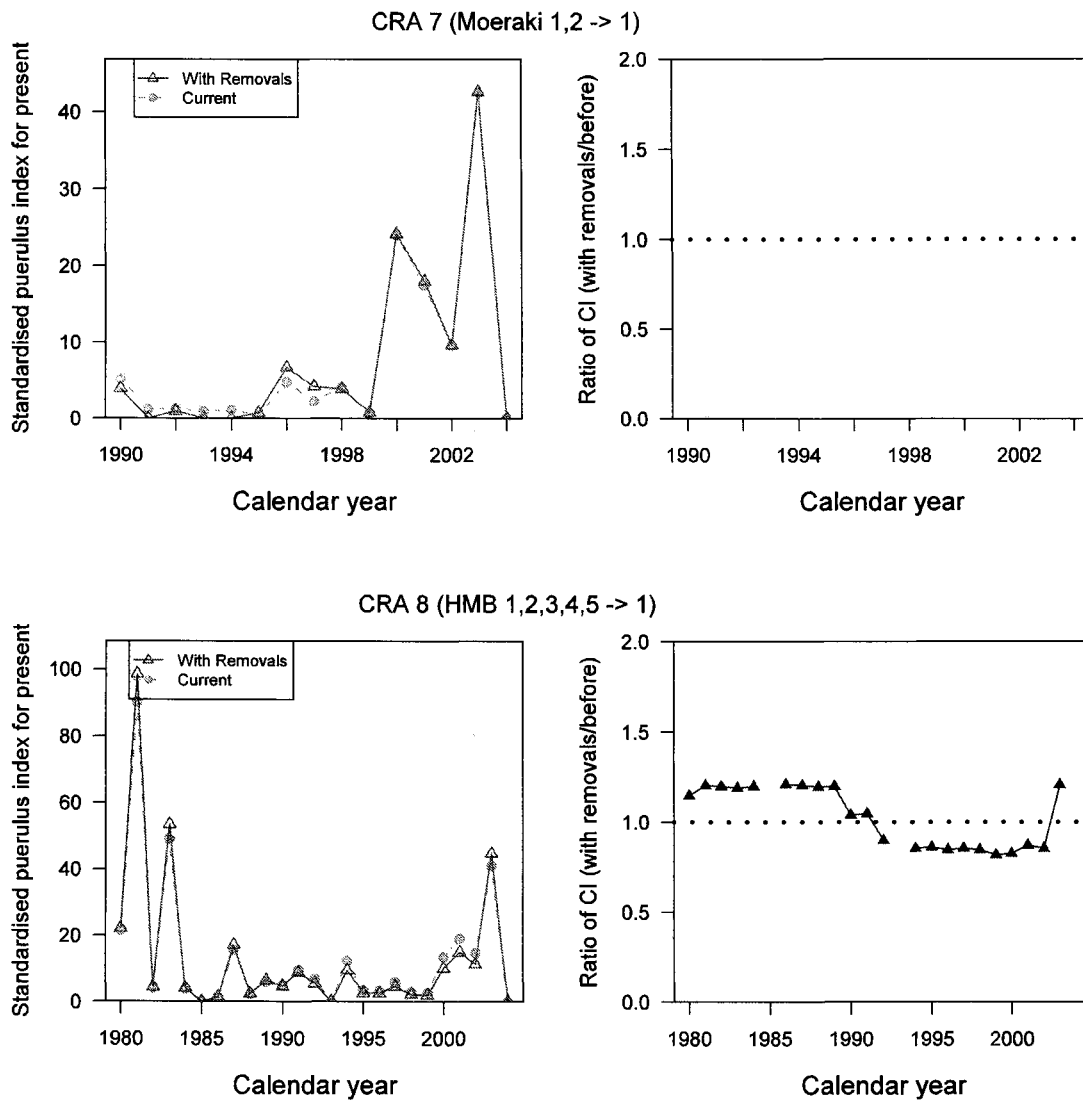 CRA 7 (Moeraki 1,2 -> 1)
Standardised puerulus index for present
With Removals
Current
40
30
20
10
0
1990 1994 1998 2002
Calendar year
Ratio of CI (with removals/before)
2.0
1.5
1.0
0.5
0.0
1990 1994 1998 2002
Calendar year
CRA 8 (HMB 1,2,3,4,5 -> 1)
Standardised puerulus index for present
With Removals
Current
100
80
60
40
20
0
1980 1985 1990 1995 2000
Calendar year
Ratio of CI (with removals/before)
2.0
1.5
1.0
0.5
0.0
1980 1985 1990 1995 2000
Calendar year